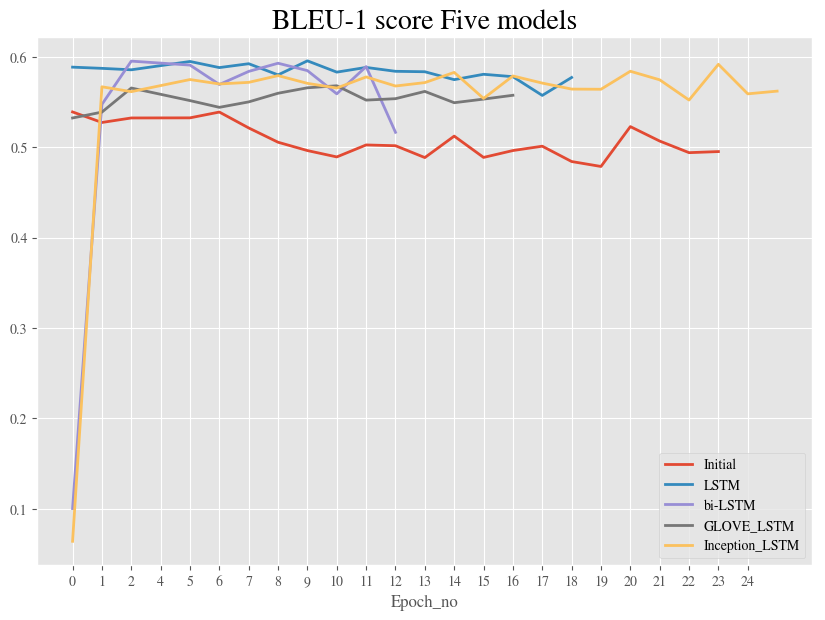 BLEU-1 score Five models
0.6
0.5
0.4
0.3
0.2
0.1
Initial
LSTM
bi-LSTM
GLOVE_LSTM
Inception_LSTM
0 1 2 4 5 6 7 8 9 10 11 12 13 14 15 16 17 18 19 20 21 22 23 24
Epoch_no